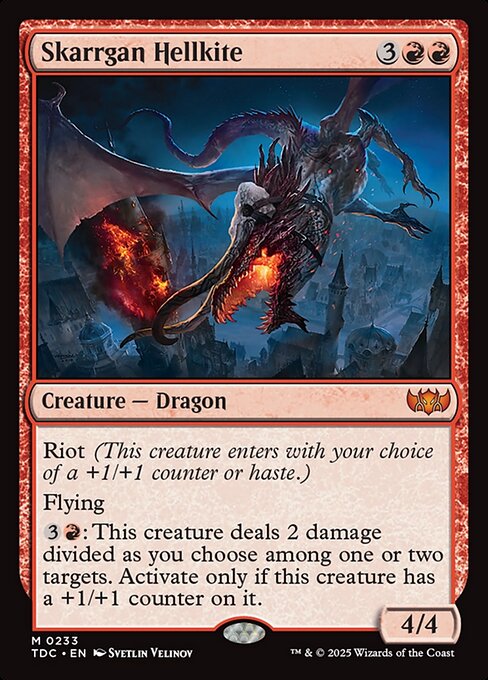 Skarrgan Hellkite 3
Creature — Dragon
Riot (This creature enters with your choice
of a +1/+1 counter or haste.)
Flying
3: This creature deals 2 damage
divided as you choose among one or two
targets. Activate only if this creature has
a +1/+1 counter on it.
4/4
M 0233
TDC • EN Svetlin Velinov
™ & © 2025 Wizards of the Coast